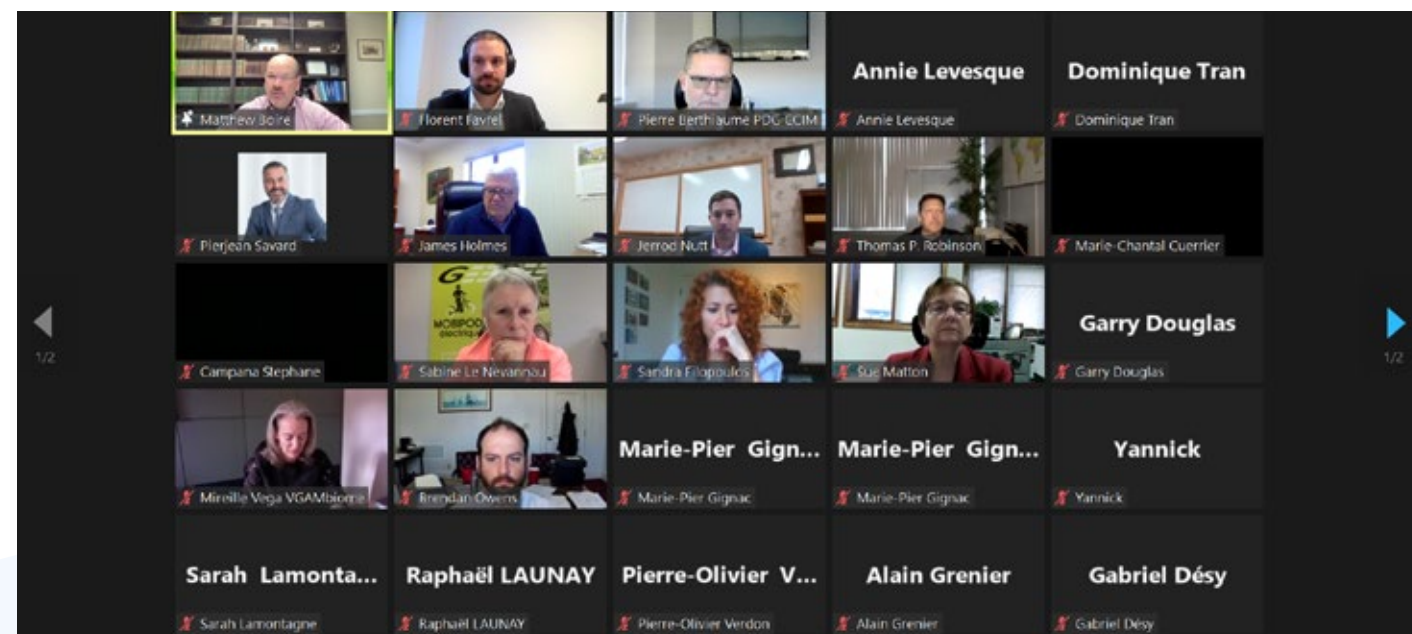 Annie Levesque
Dominique Tran
Matthew Boire
Florent Favrel
Pierre Berthiaume PDG CCIM
Annie Levesque
Dominique Tran
Pierjean Savard
James Holmes
Jerrod Nutt
Thomas P. Robinson
Marie-Chantal Cuerrier
G
MOBIPOD
électrique
Garry Douglas
1/2
1/2
Campana Stephane
Sabine Le Nevannau
Sandra Filopoulos
Sue Matton
Garry Douglas
Marie-Pier Gign...
Marie-Pier Gign...
Yannick
Mireille Vega VGAMbiome
Brendan Owens
Marie-Pier Gignac
Marie-Pier Gignac
Yannick
Sarah Lamonta...
Raphaël LAUNAY
Pierre-Olivier V...
Alain Grenier
Gabriel Désy
Sarah Lamontagne
Raphaël LAUNAY
Pierre-Olivier Verdon
Alain Grenier
Gabriel Désy